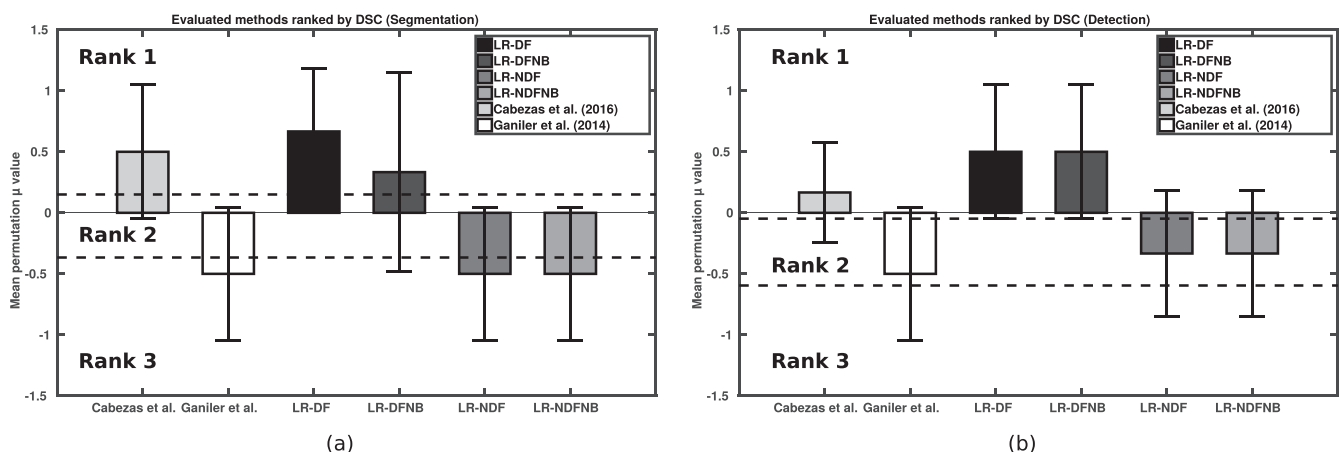 Evaluated methods ranked by DSC (Segmentation)
Mean permutation μ value
1.5
1
0.5
0
-0.5
-1
-1.5
Rank 1
Rank 2
Rank 3
LR-DF
LR-DFNB
LR-NDF
LR-NDFNB
Cabezas et al. (2016)
Ganiler et al. (2014)
Cabezas et al. Ganiler et al. LR-DF LR-DFNB LR-NDF LR-NDFNB
(a)
Evaluated methods ranked by DSC (Detection)
Mean permutation μ value
1.5
1
0.5
0
-0.5
-1
-1.5
Rank 1
Rank 2
Rank 3
LR-DF
LR-DFNB
LR-NDF
LR-NDFNB
Cabezas et al. (2016)
Ganiler et al. (2014)
Cabezas et al. Ganiler et al. LR-DF LR-DFNB LR-NDF LR-NDFNB
(b)